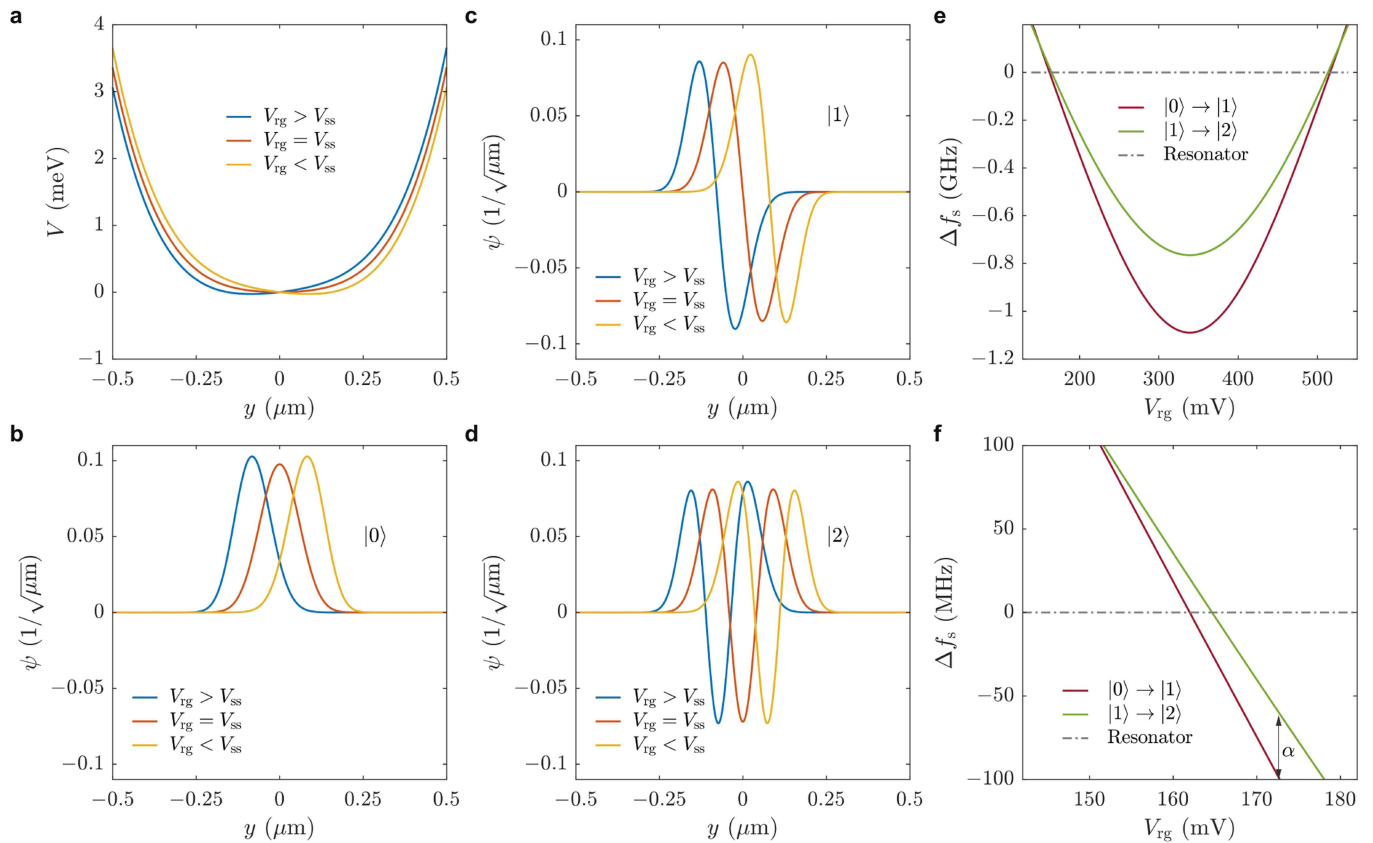 a
4
3
2
1
0
−1
V (meV)
V_rg > V_ss
V_rg = V_ss
V_rg < V_ss
−0.5
−0.25
0
0.25
0.5
y (μm)
b
0.1
0.05
0
−0.05
−0.1
ψ (1/√μm)
|0⟩
V_rg > V_ss
V_rg = V_ss
V_rg < V_ss
−0.5
−0.25
0
0.25
0.5
y (μm)
c
0.1
0.05
0
−0.05
−0.1
ψ (1/√μm)
|1⟩
V_rg > V_ss
V_rg = V_ss
V_rg < V_ss
−0.5
−0.25
0
0.25
0.5
y (μm)
d
0.1
0.05
0
−0.05
−0.1
ψ (1/√μm)
|2⟩
V_rg > V_ss
V_rg = V_ss
V_rg < V_ss
−0.5
−0.25
0
0.25
0.5
y (μm)
e
0
−0.2
−0.4
−0.6
−0.8
−1
−1.2
Δf_s (GHz)
|0⟩ → |1⟩
|1⟩ → |2⟩
Resonator
200
300
400
500
V_rg (mV)
f
100
50
0
−50
−100
Δf_s (MHz)
|0⟩ → |1⟩
|1⟩ → |2⟩
Resonator
α
150
160
170
180
V_rg (mV)